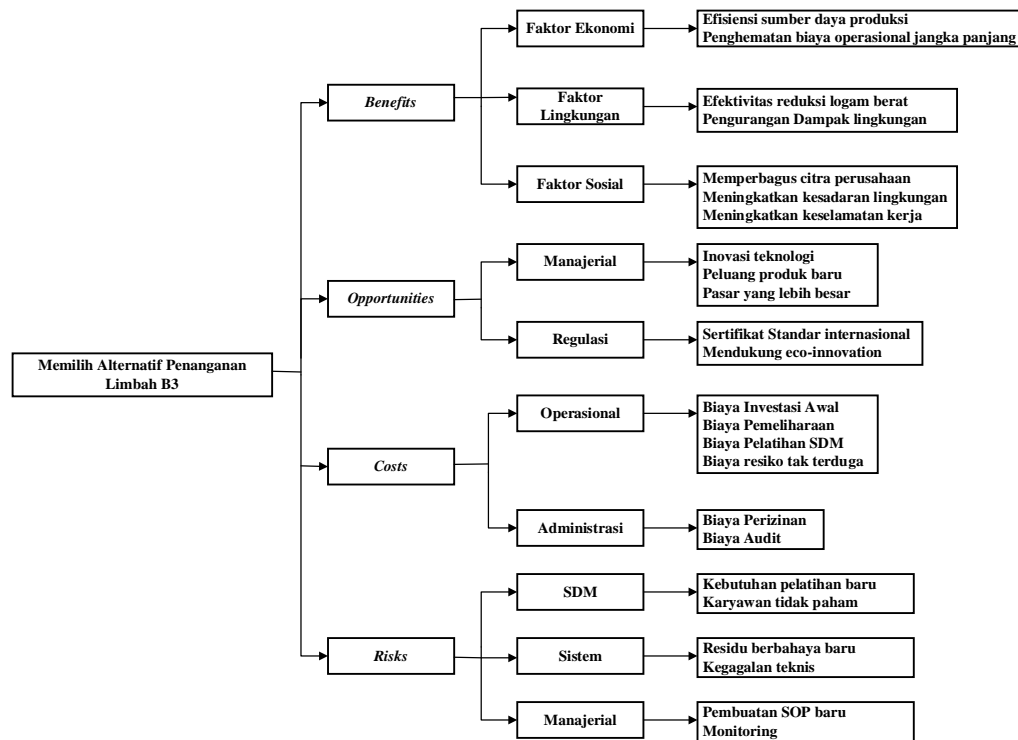 Memilih Alternatif Penanganan
Limbah B3
Benefits
Faktor Ekonomi
Efisiensi sumber daya produksi
Penghematan biaya operasional jangka panjang
Faktor
Lingkungan
Efektivitas reduksi logam berat
Pengurangan Dampak lingkungan
Faktor Sosial
Memperbagus citra perusahaan
Meningkatkan kesadaran lingkungan
Meningkatkan keselamatan kerja
Opportunities
Manajerial
Inovasi teknologi
Peluang produk baru
Pasar yang lebih besar
Regulasi
Sertifikat Standar internasional
Mendukung eco-innovation
Costs
Operasional
Biaya Investasi Awal
Biaya Pemeliharaan
Biaya Pelatihan SDM
Biaya resiko tak terduga
Administrasi
Biaya Perizinan
Biaya Audit
Risks
SDM
Kebutuhan pelatihan baru
Karyawan tidak paham
Sistem
Residu berbahaya baru
Kegagalan teknis
Manajerial
Pembuatan SOP baru
Monitoring